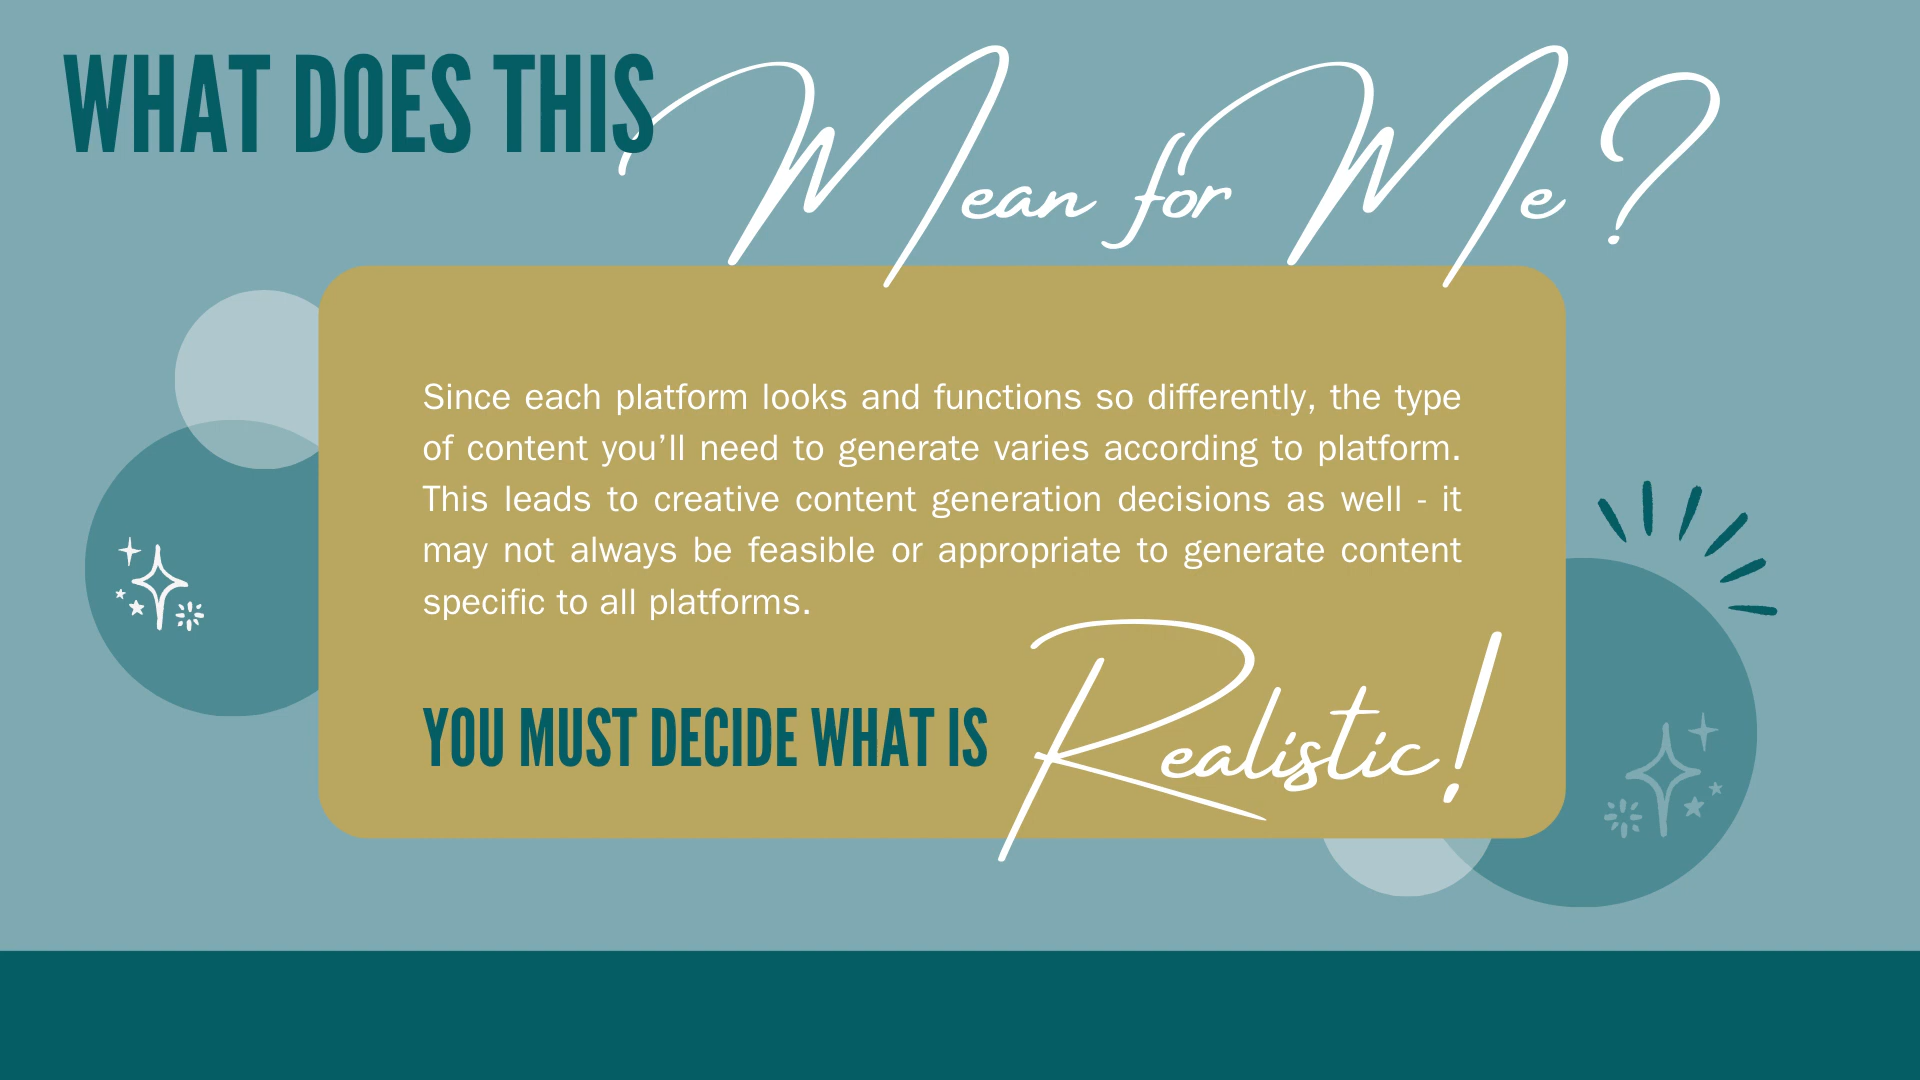 WHAT DOES THIS Mean for Me?
Since each platform looks and functions so differently, the type
of content you’ll need to generate varies according to platform.
This leads to creative content generation decisions as well - it
may not always be feasible or appropriate to generate content
specific to all platforms.
YOU MUST DECIDE WHAT IS Realistic!